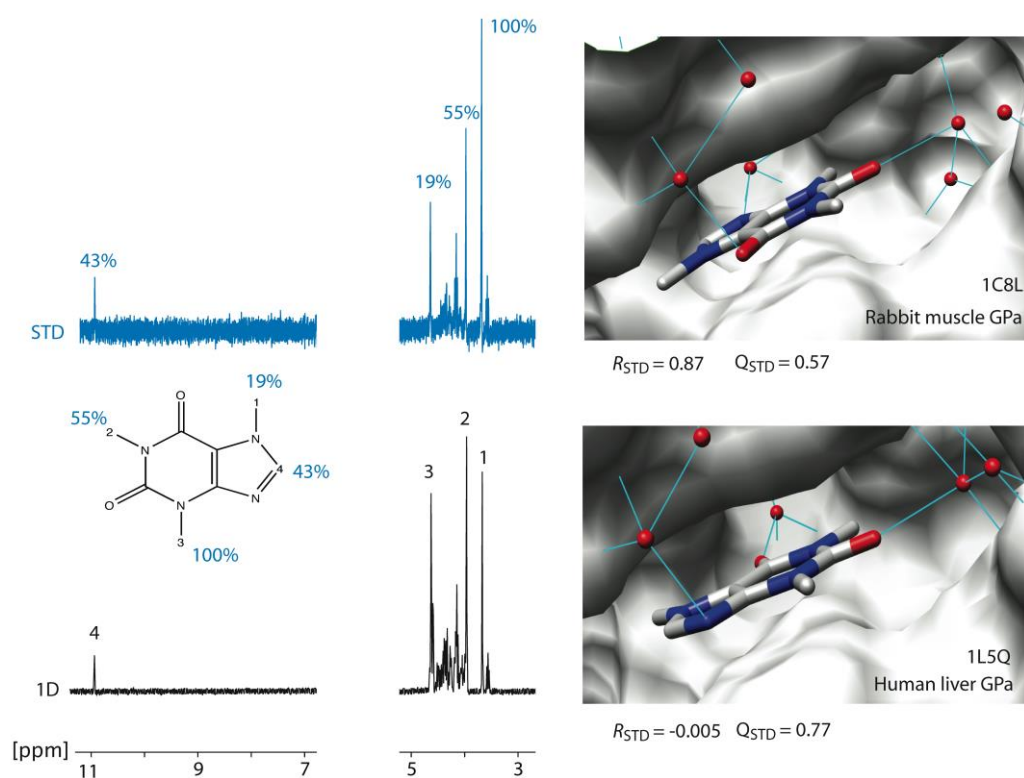 100%
55%
19%
43%
STD
19%
55%
O
1
2
N
N
4
43%
O
N
N
3
100%
2
3
1
4
1D
[ppm]
11 9 7 5 3
1C8L
Rabbit muscle GPa
RSTD = 0.87 QSTD = 0.57
1L5Q
Human liver GPa
RSTD = -0.005 QSTD = 0.77